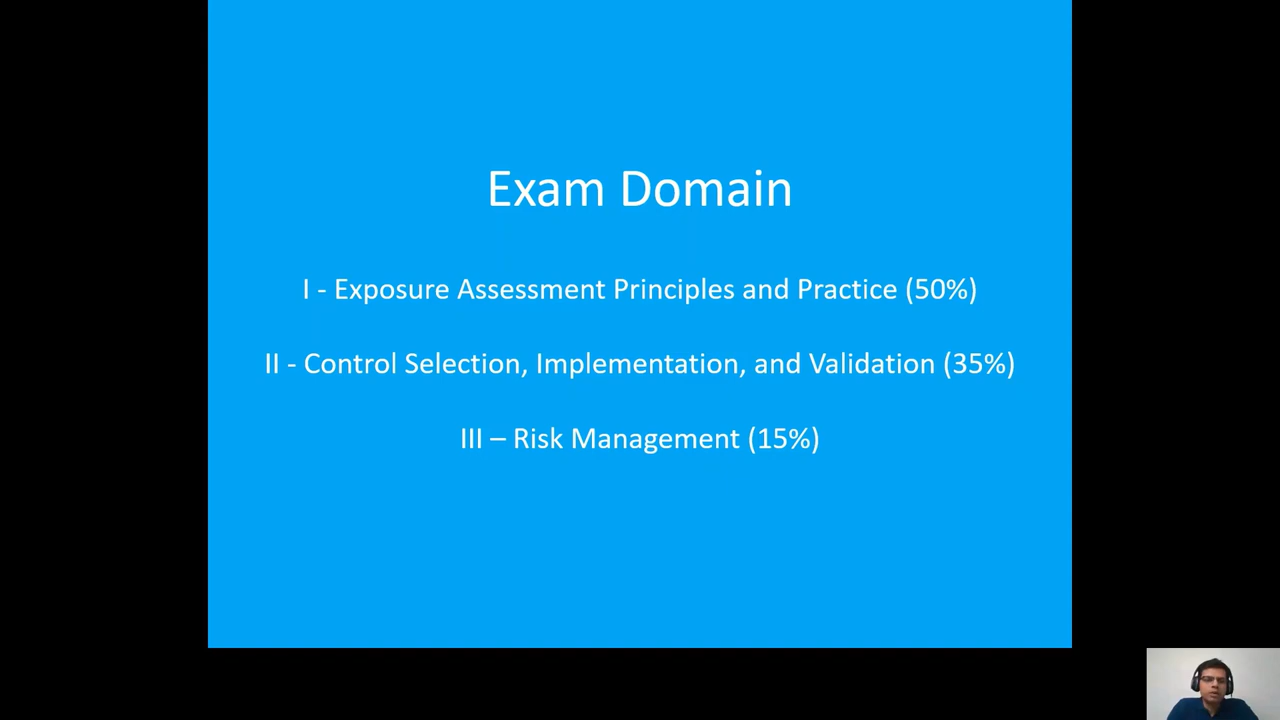 Exam Domain
I - Exposure Assessment Principles and Practice (50%)
II - Control Selection, Implementation, and Validation (35%)
III – Risk Management (15%)